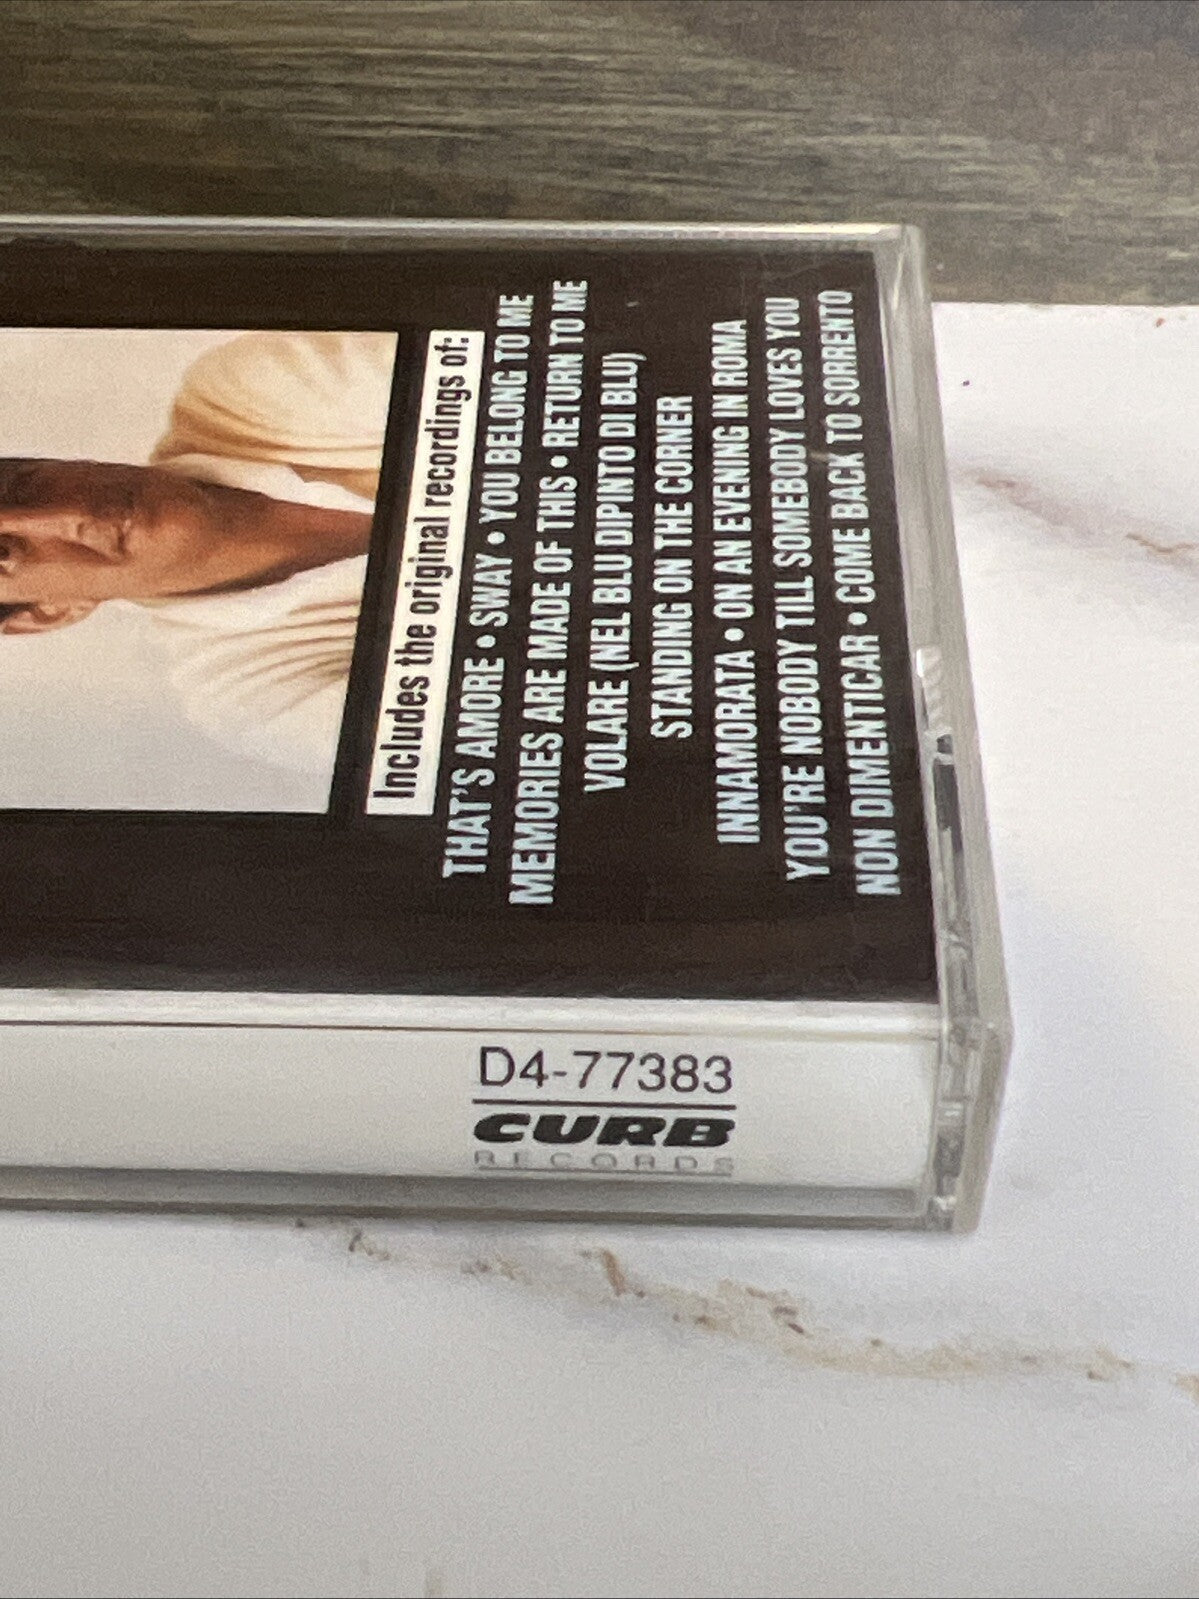 Includes the original recordings of:
THAT'S AMORE • SWAY • YOU BELONG TO ME
MEMORIES ARE MADE OF THIS • RETURN TO ME
VOLARE (NEL BLU DIPINTO DI BLU)
STANDING ON THE CORNER
INNAMORATA • ON AN EVENING IN ROMA
YOU'RE NOBODY TILL SOMEBODY LOVES YOU
NON DIMENTICAR • COME BACK TO SORRENTO
D4-77383
CURB
RECORDS